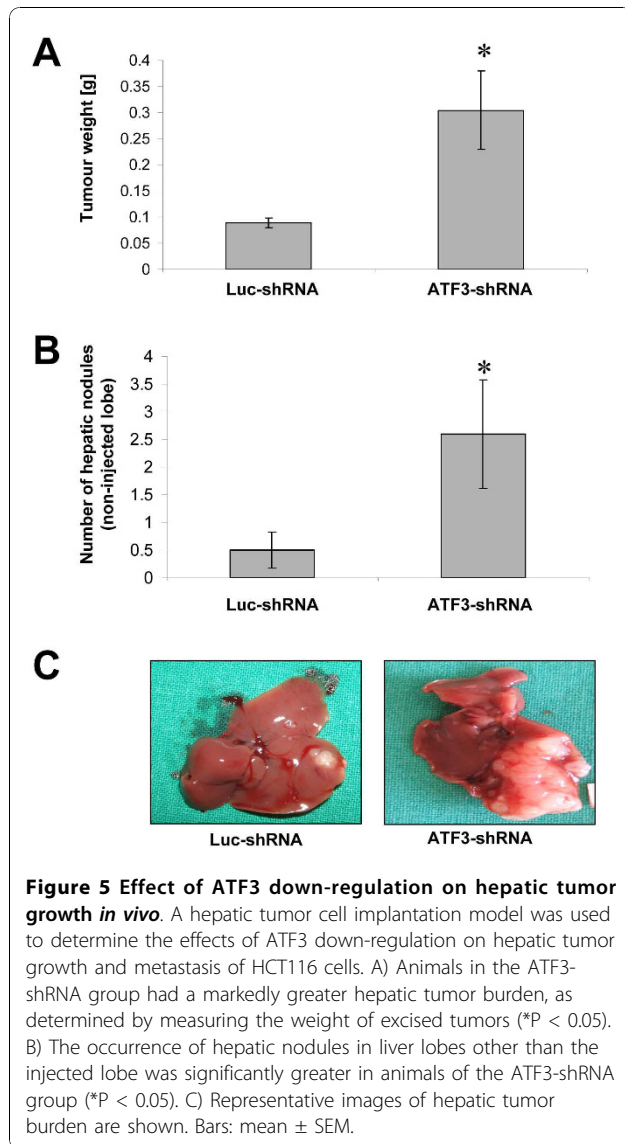 A
Tumour weight [g]
0.4
0.35
0.3
0.25
0.2
0.15
0.1
0.05
0
*
Luc-shRNA ATF3-shRNA
B
Number of hepatic nodules
(non-injected lobe)
4
3.5
3
2.5
2
1.5
1
0.5
0
*
Luc-shRNA ATF3-shRNA
C
Luc-shRNA ATF3-shRNA
Figure 5 Effect of ATF3 down-regulation on hepatic tumor
growth in vivo. A hepatic tumor cell implantation model was used
to determine the effects of ATF3 down-regulation on hepatic tumor
growth and metastasis of HCT116 cells. A) Animals in the ATF3-
shRNA group had a markedly greater hepatic tumor burden, as
determined by measuring the weight of excised tumors (*P < 0.05).
B) The occurrence of hepatic nodules in liver lobes other than the
injected lobe was significantly greater in animals of the ATF3-shRNA
group (*P < 0.05). C) Representative images of hepatic tumor
burden are shown. Bars: mean ± SEM.